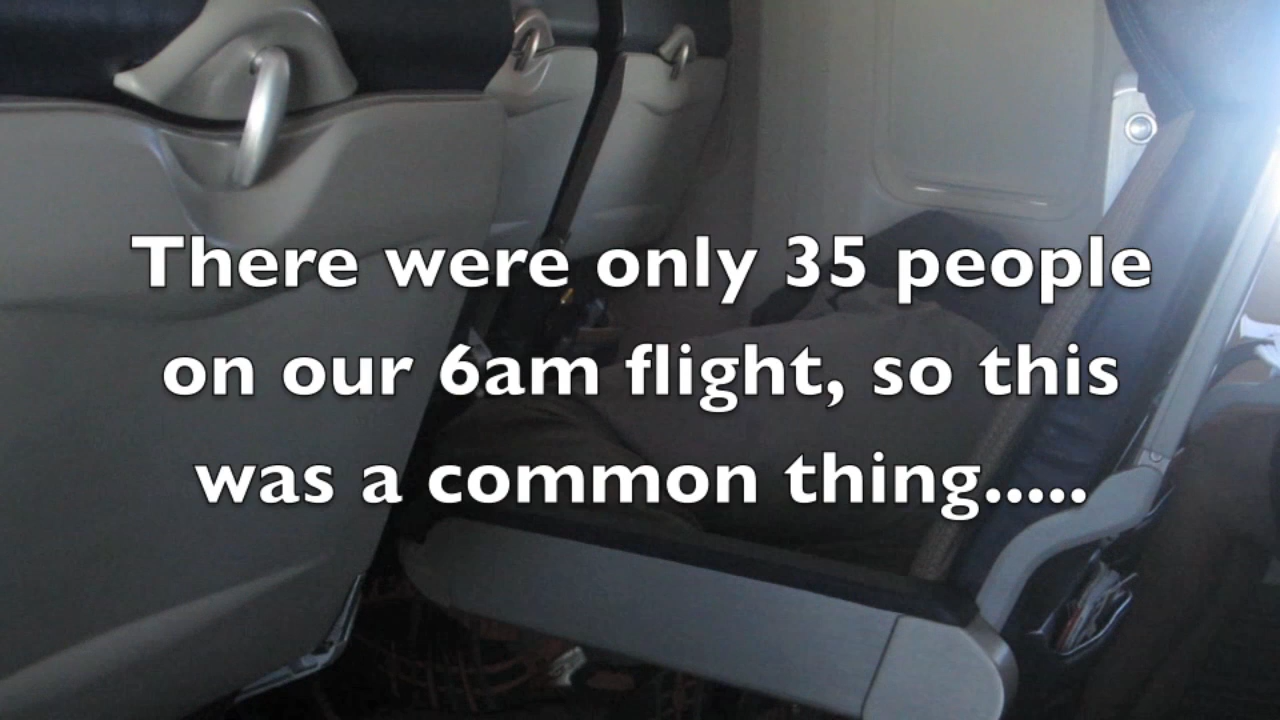 There were only 35 people
on our 6am flight, so this
was a common thing.....